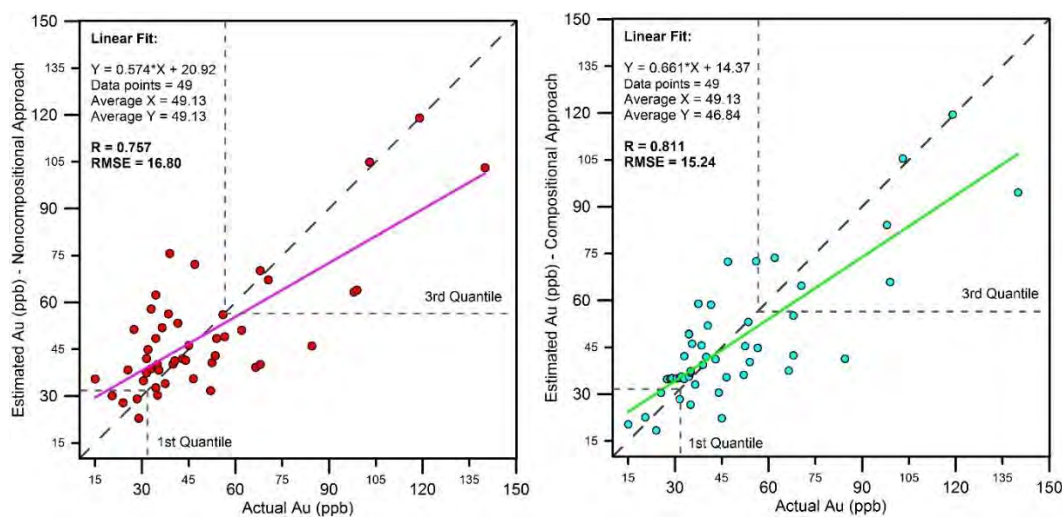 150
135
120
105
90
75
60
45
30
15
Estimated Au (ppb) - Noncompositional Approach
Linear Fit:
Y = 0.574*X + 20.92
Data points = 49
Average X = 49.13
Average Y = 49.13
R = 0.757
RMSE = 16.80
3rd Quantile
1st Quantile
15 30 45 60 75 90 105 120 135 150
Actual Au (ppb)
150
135
120
105
90
75
60
45
30
15
Estimated Au (ppb) - Compositional Approach
Linear Fit:
Y = 0.661*X + 14.37
Data points = 49
Average X = 49.13
Average Y = 46.84
R = 0.811
RMSE = 15.24
3rd Quantile
1st Quantile
15 30 45 60 75 90 105 120 135 150
Actual Au (ppb)